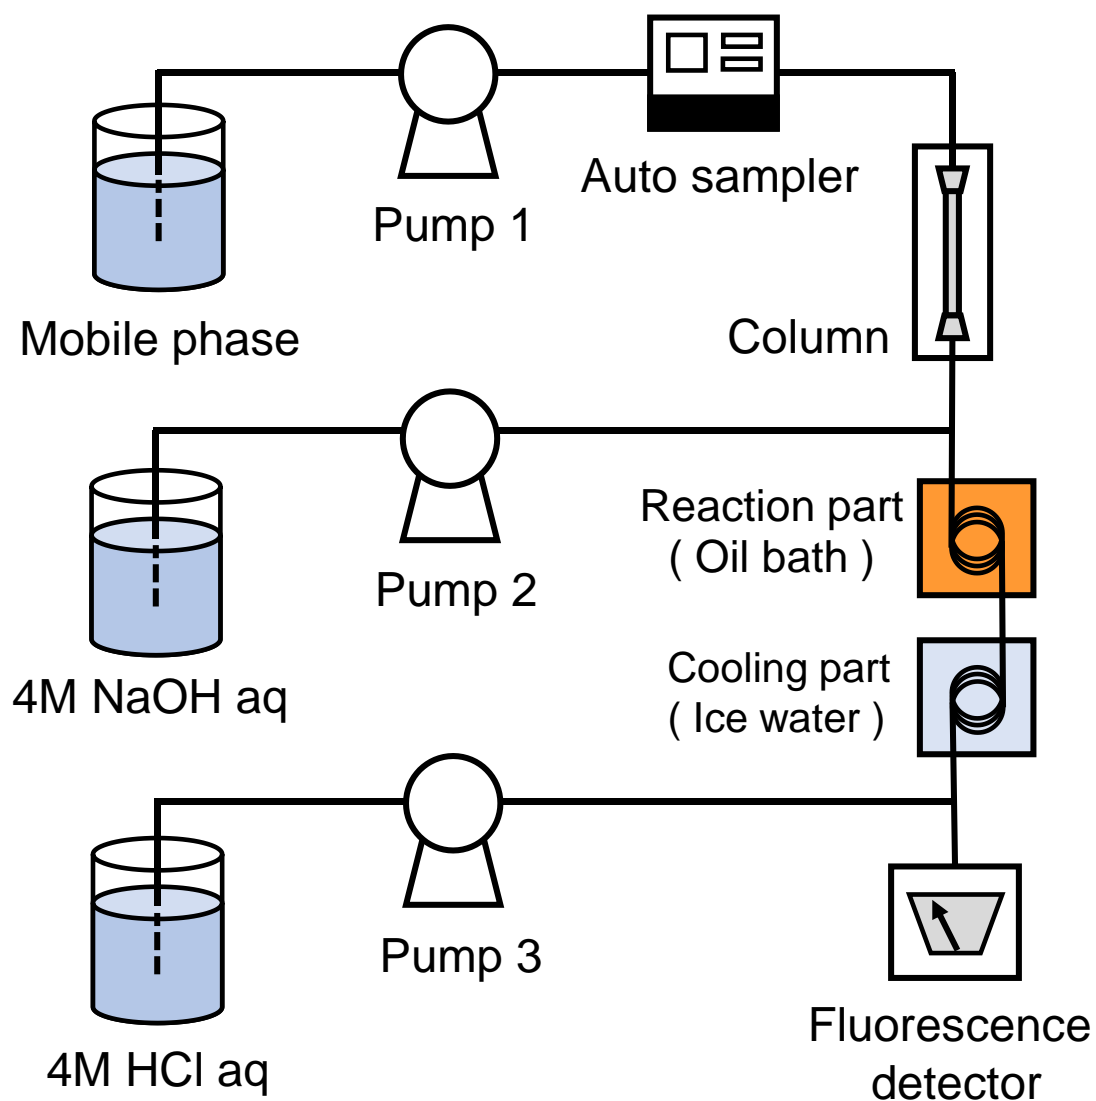 Auto sampler
Pump 1
Mobile phase
Column
Reaction part
( Oil bath )
Pump 2
4M NaOH aq
Cooling part
( Ice water )
Pump 3
4M HCl aq
Fluorescence
detector